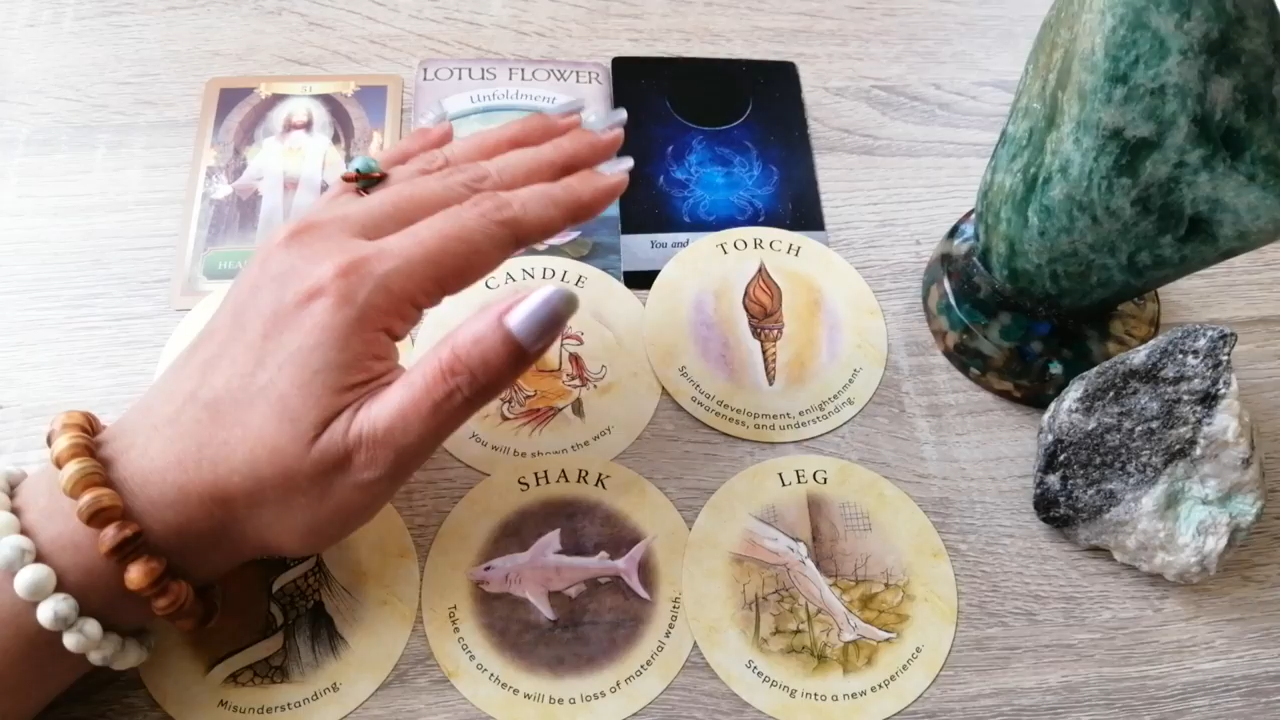 51
LOTUS FLOWER
Unfoldment
You and
HEA
CANDLE
You will be shown the way.
TORCH
Spiritual development, enlightenment,
awareness, and understanding.
Misunderstanding.
SHARK
Take care or there will be a loss of material wealth.
LEG
Stepping into a new experience.